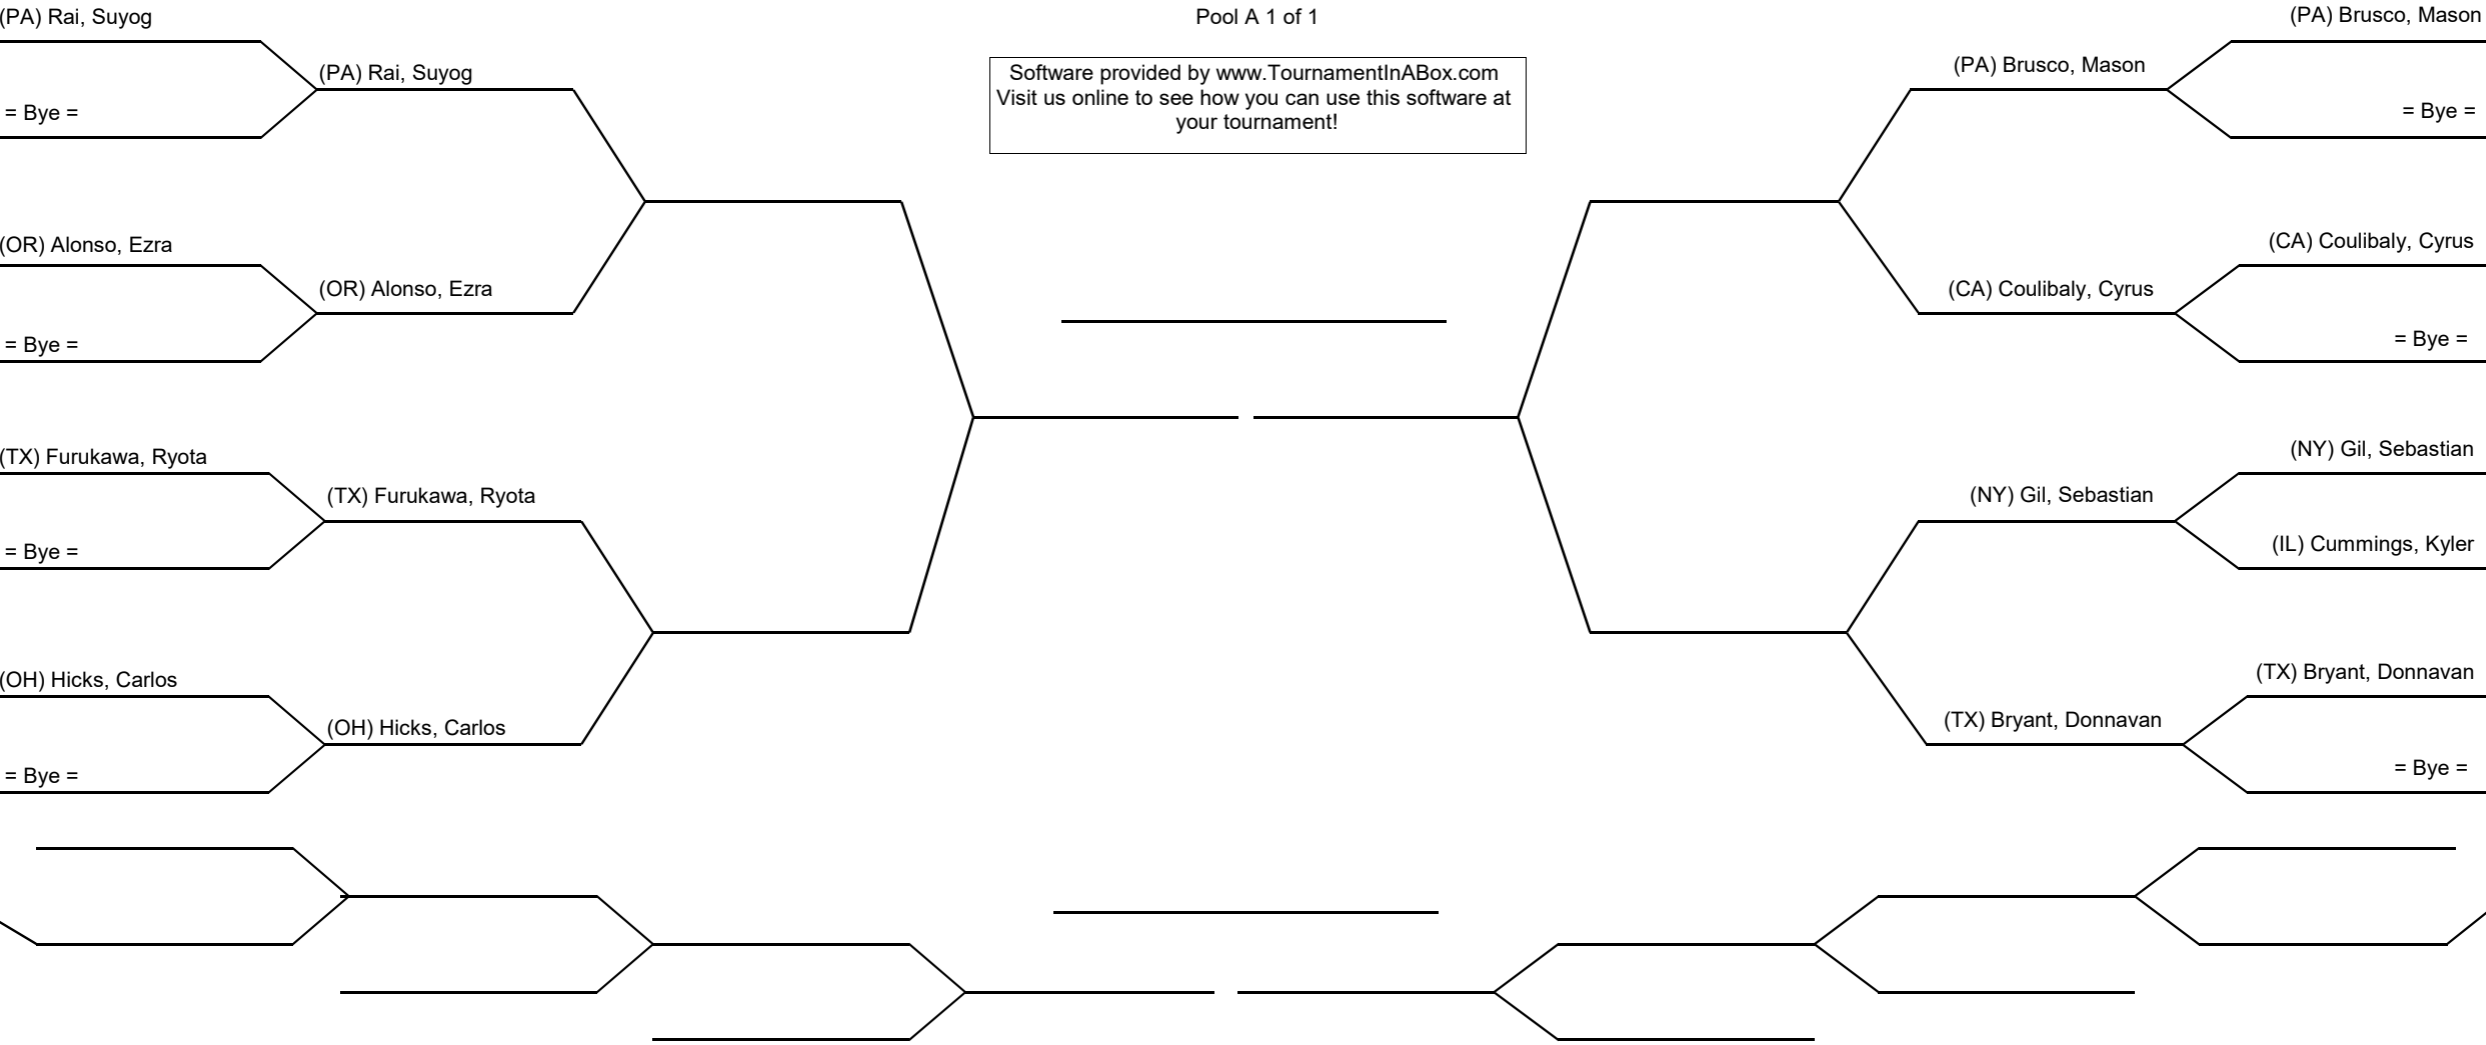 (PA) Rai, Suyog
= Bye =
(OR) Alonso, Ezra
= Bye =
(TX) Furukawa, Ryota
= Bye =
(OH) Hicks, Carlos
= Bye =
(PA) Rai, Suyog
(OR) Alonso, Ezra
(TX) Furukawa, Ryota
(OH) Hicks, Carlos
Pool A 1 of 1
Software provided by www.TournamentInABox.com
Visit us online to see how you can use this software at
your tournament!
(PA) Brusco, Mason
(CA) Coulibaly, Cyrus
(NY) Gil, Sebastian
(TX) Bryant, Donnavan
(PA) Brusco, Mason
= Bye =
(CA) Coulibaly, Cyrus
= Bye =
(NY) Gil, Sebastian
(IL) Cummings, Kyler
(TX) Bryant, Donnavan
= Bye =